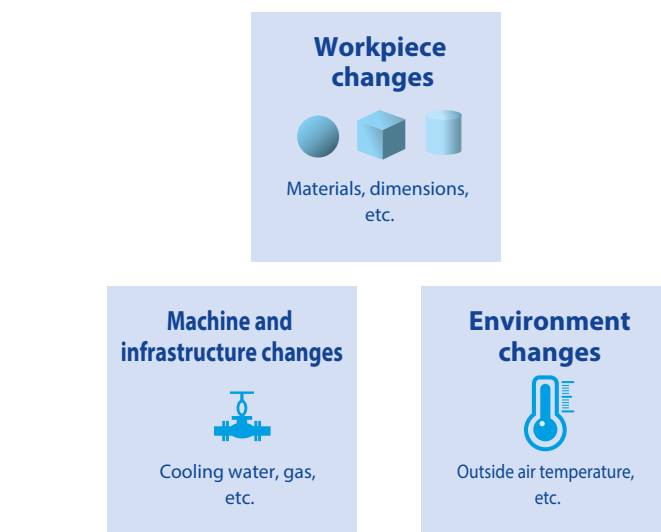 Workpiece
changes
Materials, dimensions,
etc.
Machine and
infrastructure changes
Cooling water, gas,
etc.
Environment
changes
Outside air temperature,
etc.